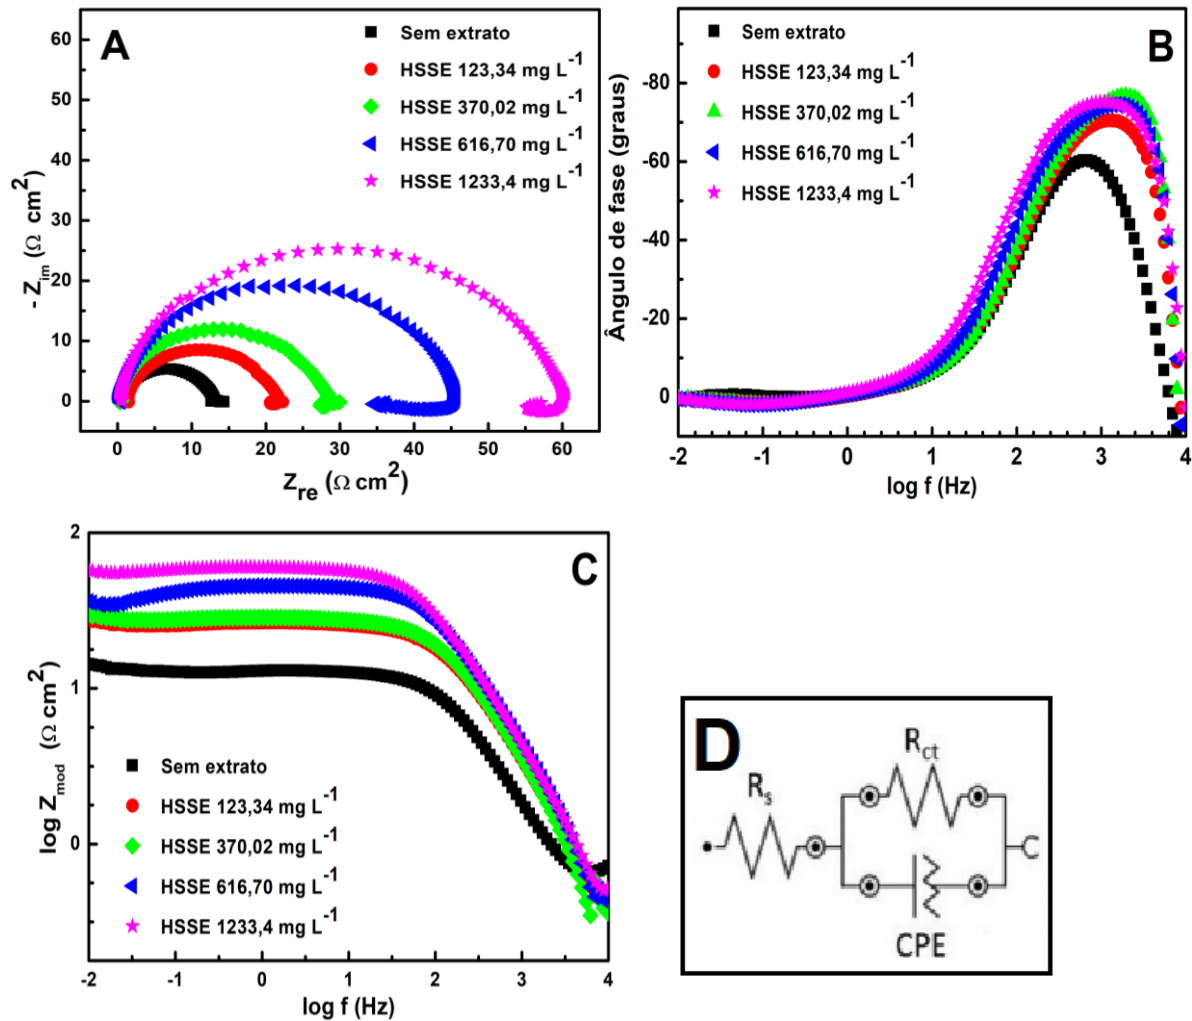 A
Sem extrato
HSSE 123,34 mg L-1
HSSE 370,02 mg L-1
HSSE 616,70 mg L-1
HSSE 1233,4 mg L-1
60
50
40
30
20
10
0
- Zim (Ω cm2)
0 10 20 30 40 50 60
Zre (Ω cm2)
B
Sem extrato
HSSE 123,34 mg L-1
HSSE 370,02 mg L-1
HSSE 616,70 mg L-1
HSSE 1233,4 mg L-1
-80
-60
-40
-20
0
Ângulo de fase (graus)
-2 -1 0 1 2 3 4
log f (Hz)
C
2
1
0
log Zmod (Ω cm2)
Sem extrato
HSSE 123,34 mg L-1
HSSE 370,02 mg L-1
HSSE 616,70 mg L-1
HSSE 1233,4 mg L-1
-2 -1 0 1 2 3 4
log f (Hz)
D
Rct
Rs
C
CPE